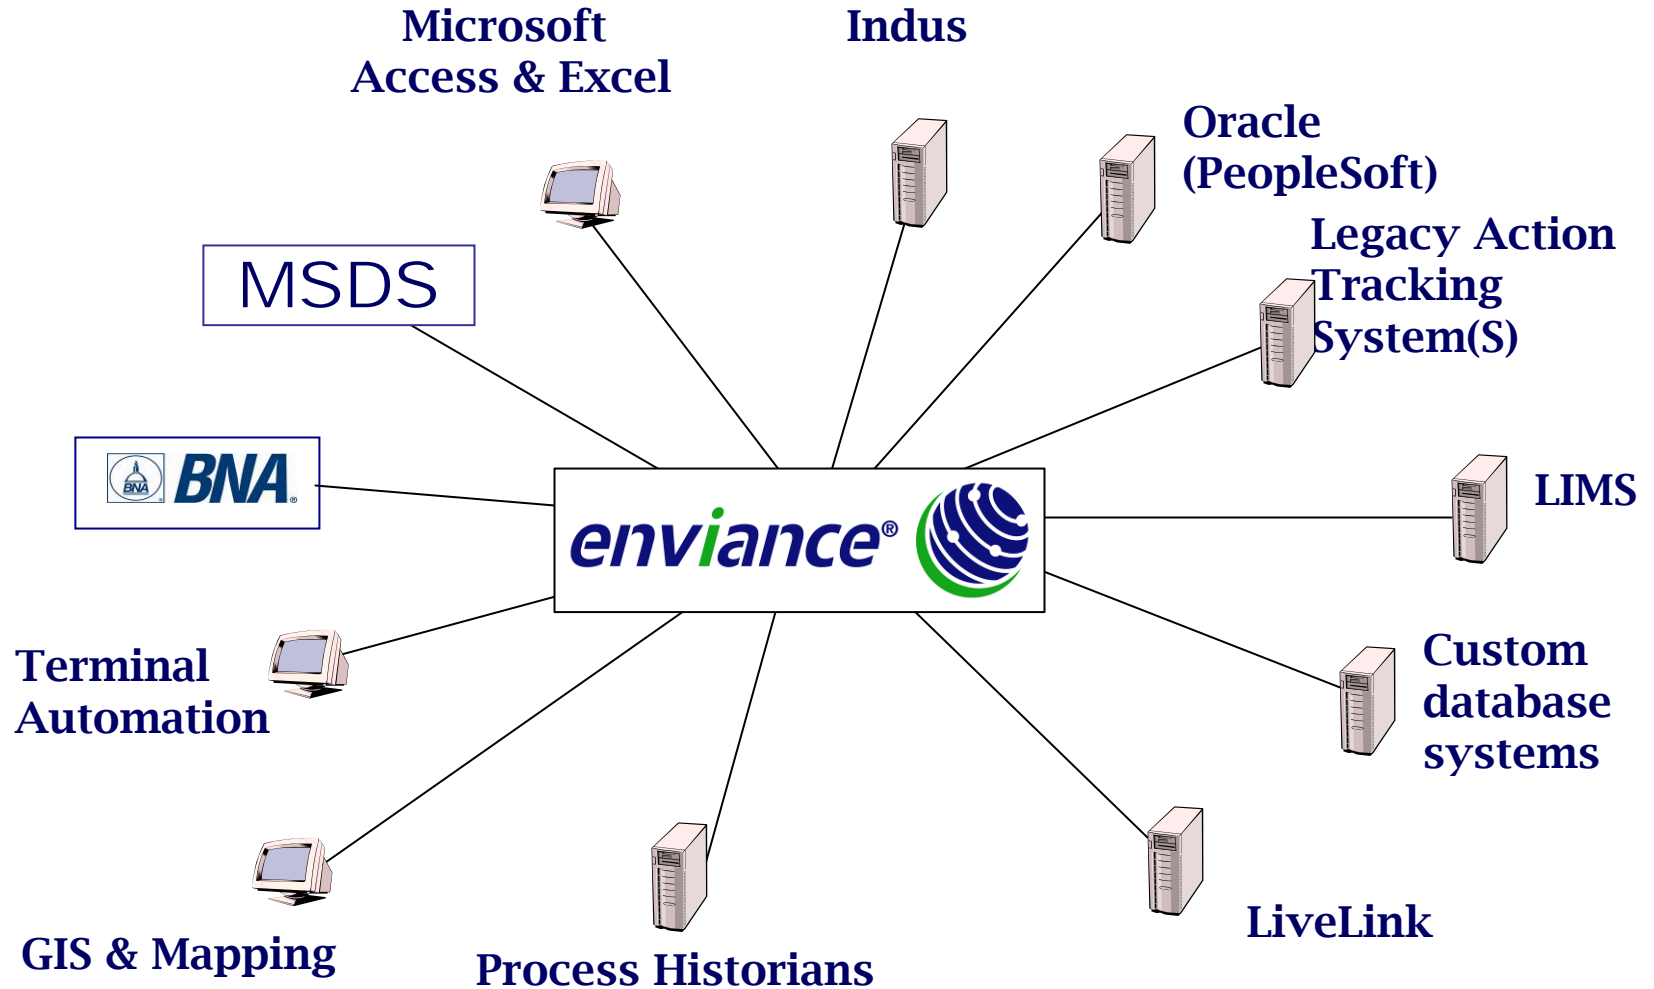 Microsoft
Access & Excel
Indus
Oracle
(PeopleSoft)
Legacy Action
Tracking
System(S)
MSDS
BNA
BNA®
enviance®
LIMS
Terminal
Automation
Custom
database
systems
LiveLink
GIS & Mapping
Process Historians